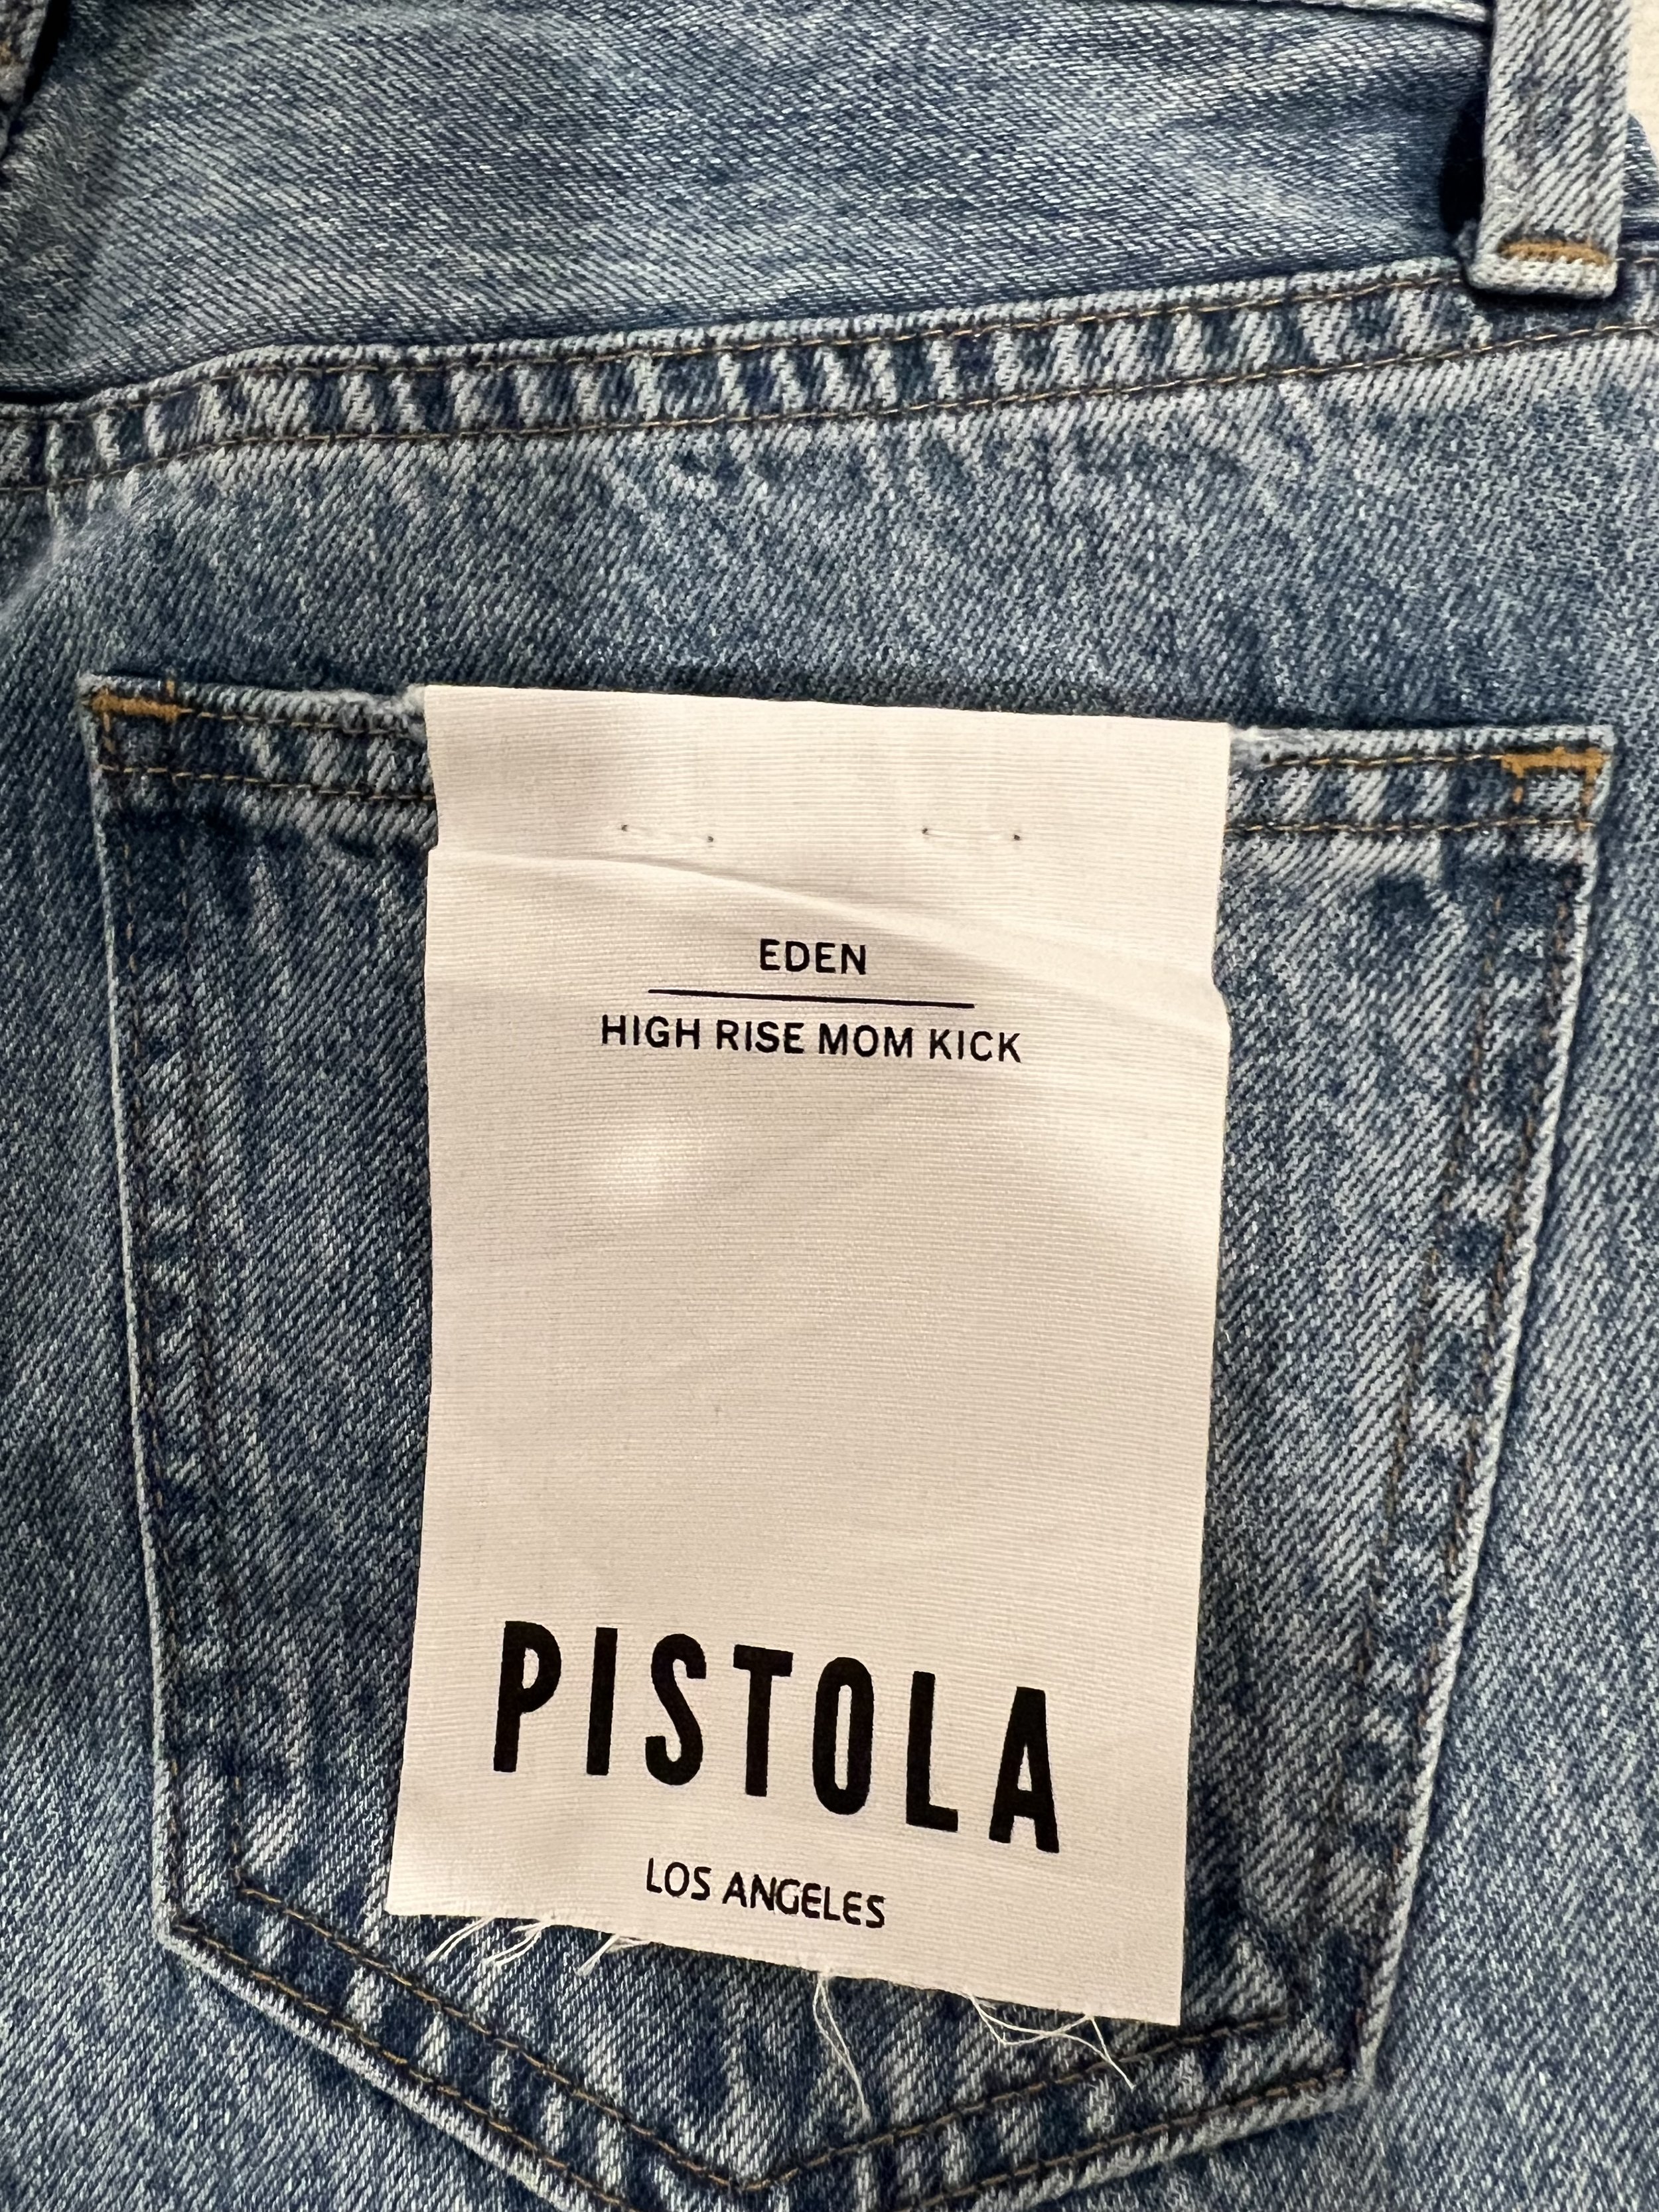 EDEN
HIGH RISE MOM KICK
PISTOLA
LOS ANGELES